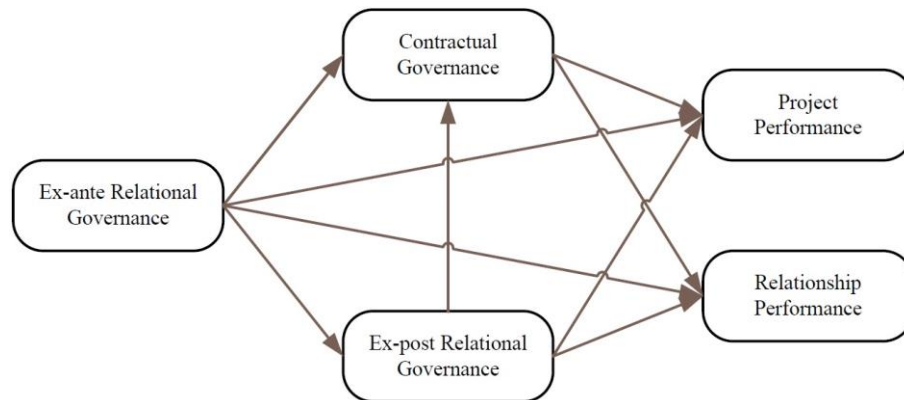 Contractual
Governance
Project
Performance
Ex-ante Relational
Governance
Relationship
Performance
Ex-post Relational
Governance